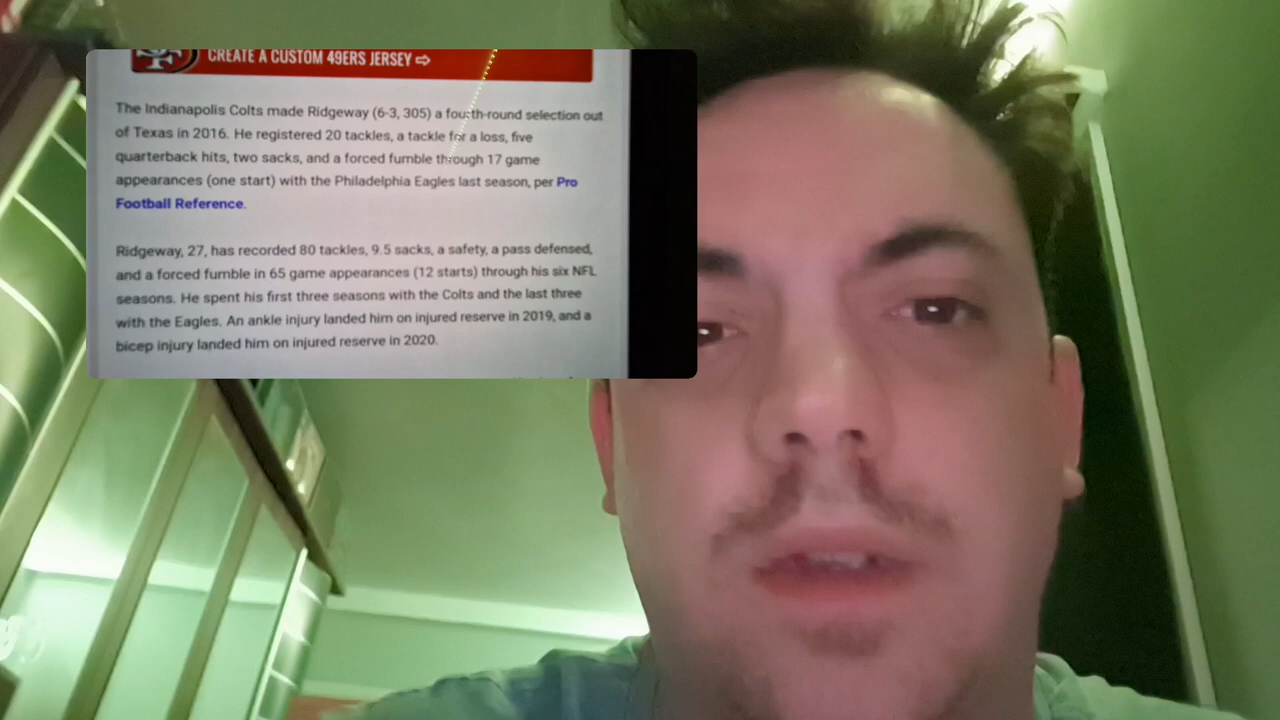 CREATE A CUSTOM 49ERS JERSEY ⇨
The Indianapolis Colts made Ridgeway (6-3, 305) a fourth-round selection out
of Texas in 2016. He registered 20 tackles, a tackle for a loss, five
quarterback hits, two sacks, and a forced fumble through 17 game
appearances (one start) with the Philadelphia Eagles last season, per Pro
Football Reference.
Ridgeway, 27, has recorded 80 tackles, 9.5 sacks, a safety, a pass defensed,
and a forced fumble in 65 game appearances (12 starts) through his six NFL
seasons. He spent his first three seasons with the Colts and the last three
with the Eagles. An ankle injury landed him on injured reserve in 2019, and a
bicep injury landed him on injured reserve in 2020.